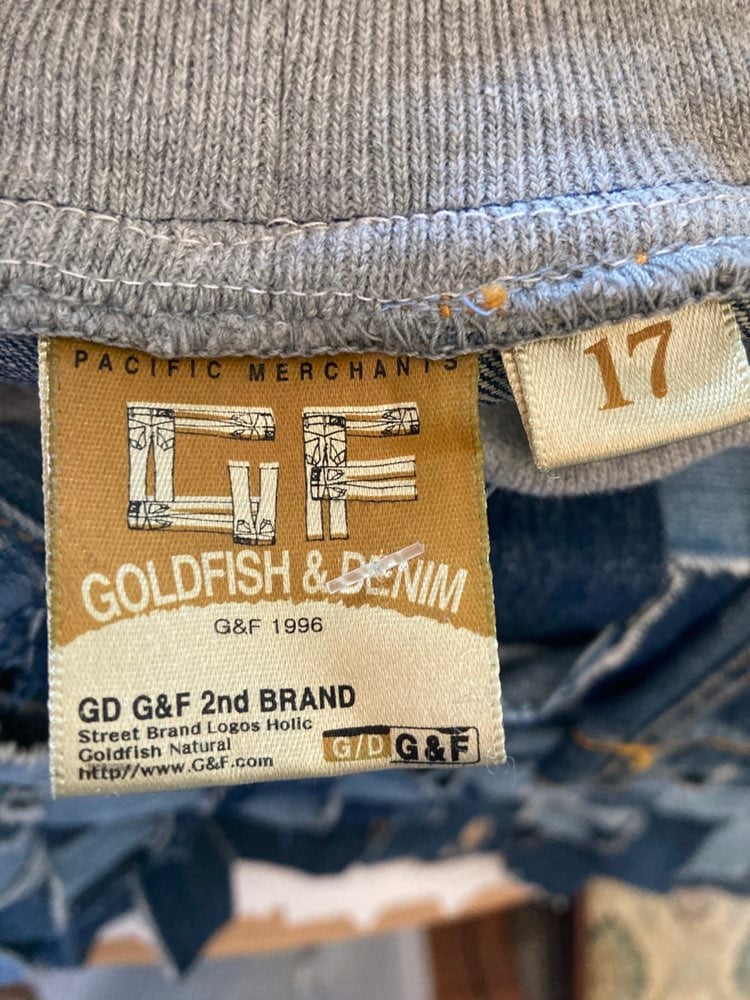 PACIFIC MERCHANTS
GF
GOLDFISH & DENIM
G&F 1996
GD G&F 2nd BRAND
Street Brand Logos Holic
Goldfish Natural
http//www.G&F.com
G/D G&F
17